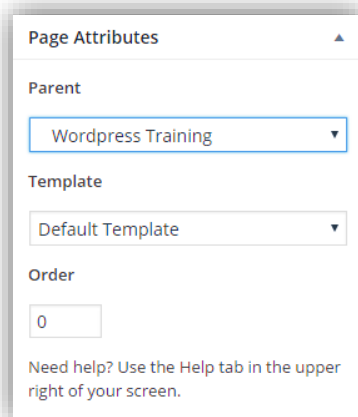 Page Attributes
Parent
Wordpress Training
Template
Default Template
Order
0
Need help? Use the Help tab in the upper
right of your screen.